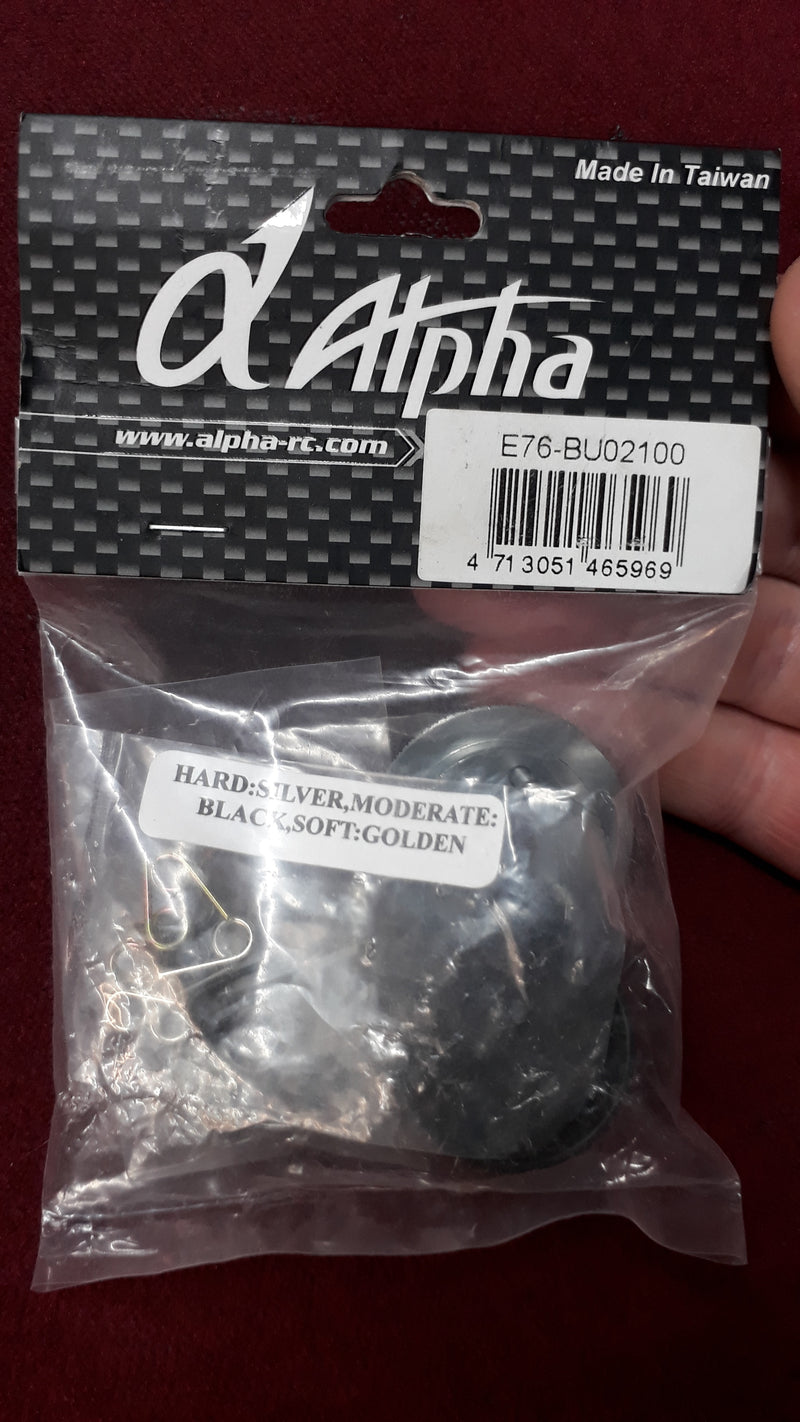 Made In Taiwan
α Alpha
www.alpha-rc.com
E76-BU02100
4 713051 465969
HARD:SILVER,MODERATE:
BLACK,SOFT:GOLDEN